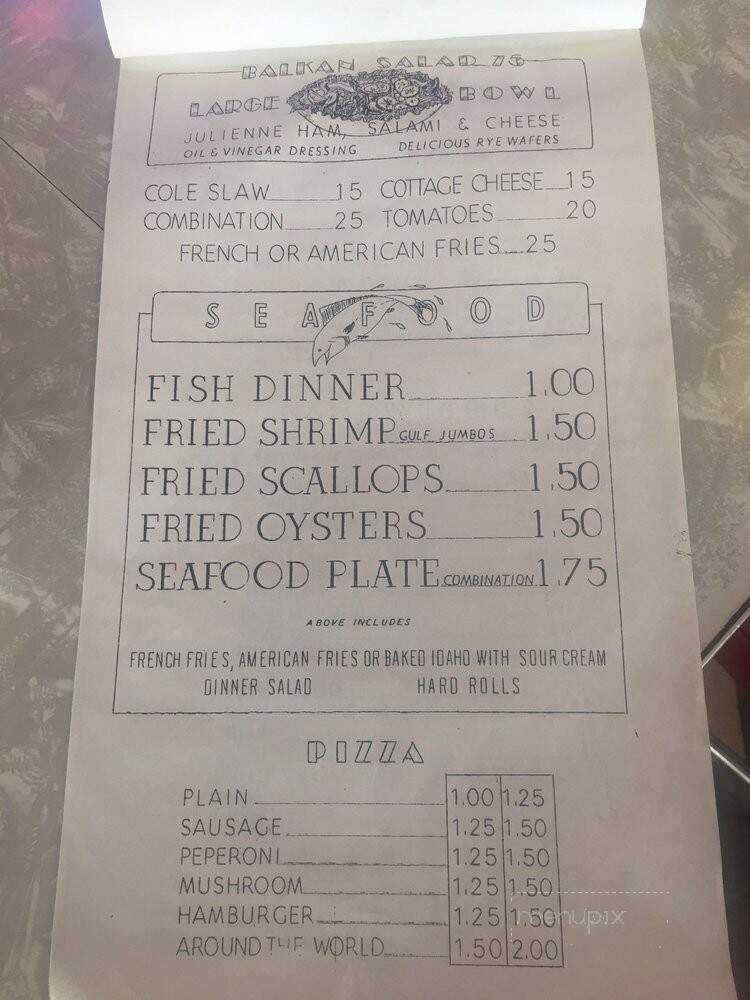 BALKAN SALAD 75
LARGE BOWL
JULIENNE HAM, SALAMI & CHEESE
OIL & VINEGAR DRESSING DELICIOUS RYE WAFERS
COLE SLAW 15 COTTAGE CHEESE 15
COMBINATION 25 TOMATOES 20
FRENCH OR AMERICAN FRIES 25
SEAFOOD
FISH DINNER 1.00
FRIED SHRIMP GULF JUMBOS 1.50
FRIED SCALLOPS 1.50
FRIED OYSTERS 1.50
SEAFOOD PLATE COMBINATION 1.75
ABOVE INCLUDES
FRENCH FRIES, AMERICAN FRIES OR BAKED IDAHO WITH SOUR CREAM
DINNER SALAD HARD ROLLS
PIZZA
PLAIN 1.00 1.25
SAUSAGE 1.25 1.50
PEPERONI 1.25 1.50
MUSHROOM 1.25 1.50
HAMBURGER 1.25 1.50
menupix
AROUND THE WORLD 1.50 2.00